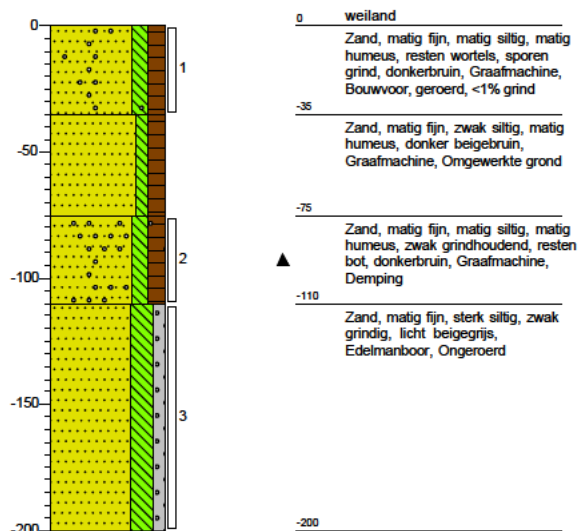 0
-50
-100
-150
-200
1
2
3
0 weiland
Zand, matig fijn, matig siltig, matig
humeus, resten wortels, sporen
grind, donkerbruin, Graafmachine,
Bouwvoor, geroerd, <1% grind
-35
Zand, matig fijn, zwak siltig, matig
humeus, donker beigebruin,
Graafmachine, Omgewerkte grond
-75
Zand, matig fijn, matig siltig, matig
humeus, zwak grindhoudend, resten
bot, donkerbruin, Graafmachine,
Demping
-110
Zand, matig fijn, sterk siltig, zwak
grindig, licht beigegrijs,
Edelmanboor, Ongeroerd
-200